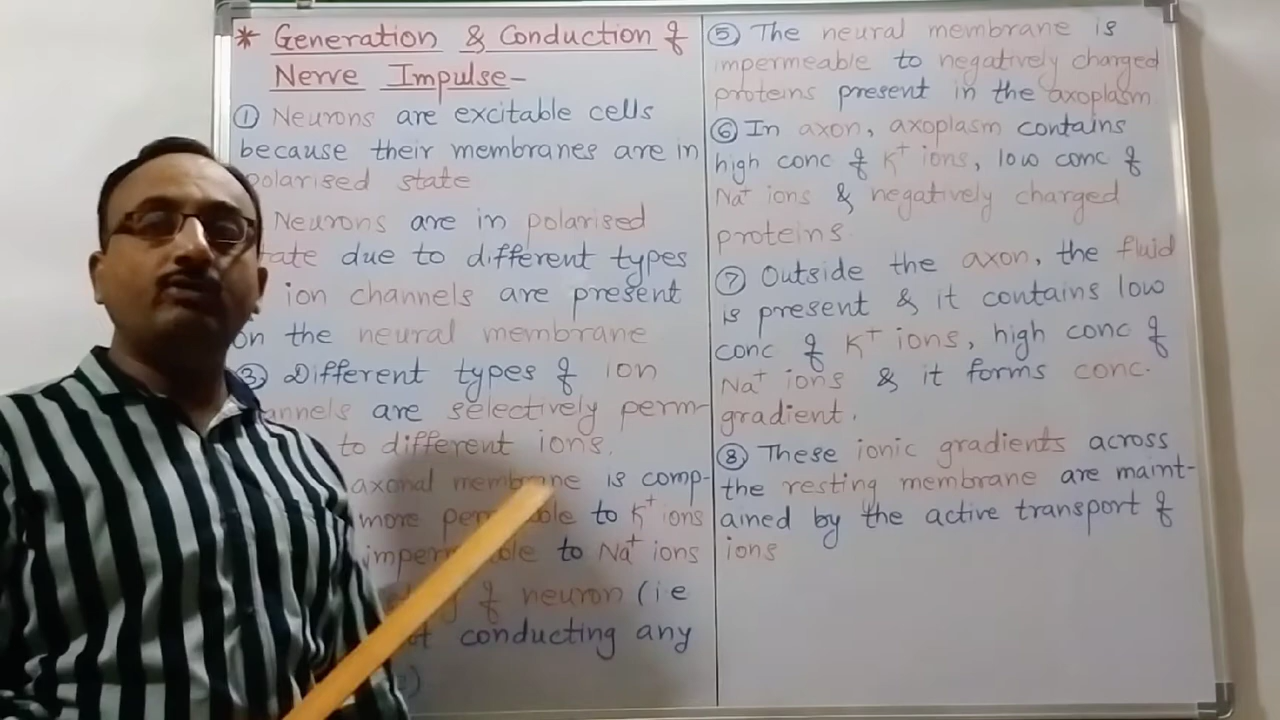 * Generation & Conduction of
Nerve Impulse-
① Neurons are excitable cells
because their membranes are in
polarised state
Neurons are in polarised
tate due to different types
ion channels are present
on the neural membrane
③ Different types of ion
annels are selectively perm-
to different ions.
axonal membrane is comp-
more permeable to K+ ions
imperm ble to Na+ ions
g of neuron (i e
conducting any
⑤ The neural membrane is
impermeable to negatively charged
proteins present in the axoplasm
⑥ In axon, axoplasm contains
high conc of K+ ions, low conc of
Na+ ions & negatively charged
proteins
⑦ Outside the axon, the fluid
is present & it contains low
conc of K+ ions, high conc of
Na+ ions & it forms conc.
gradient.
⑧ These ionic gradients across
the resting membrane are maint-
ained by the active transport of
ions